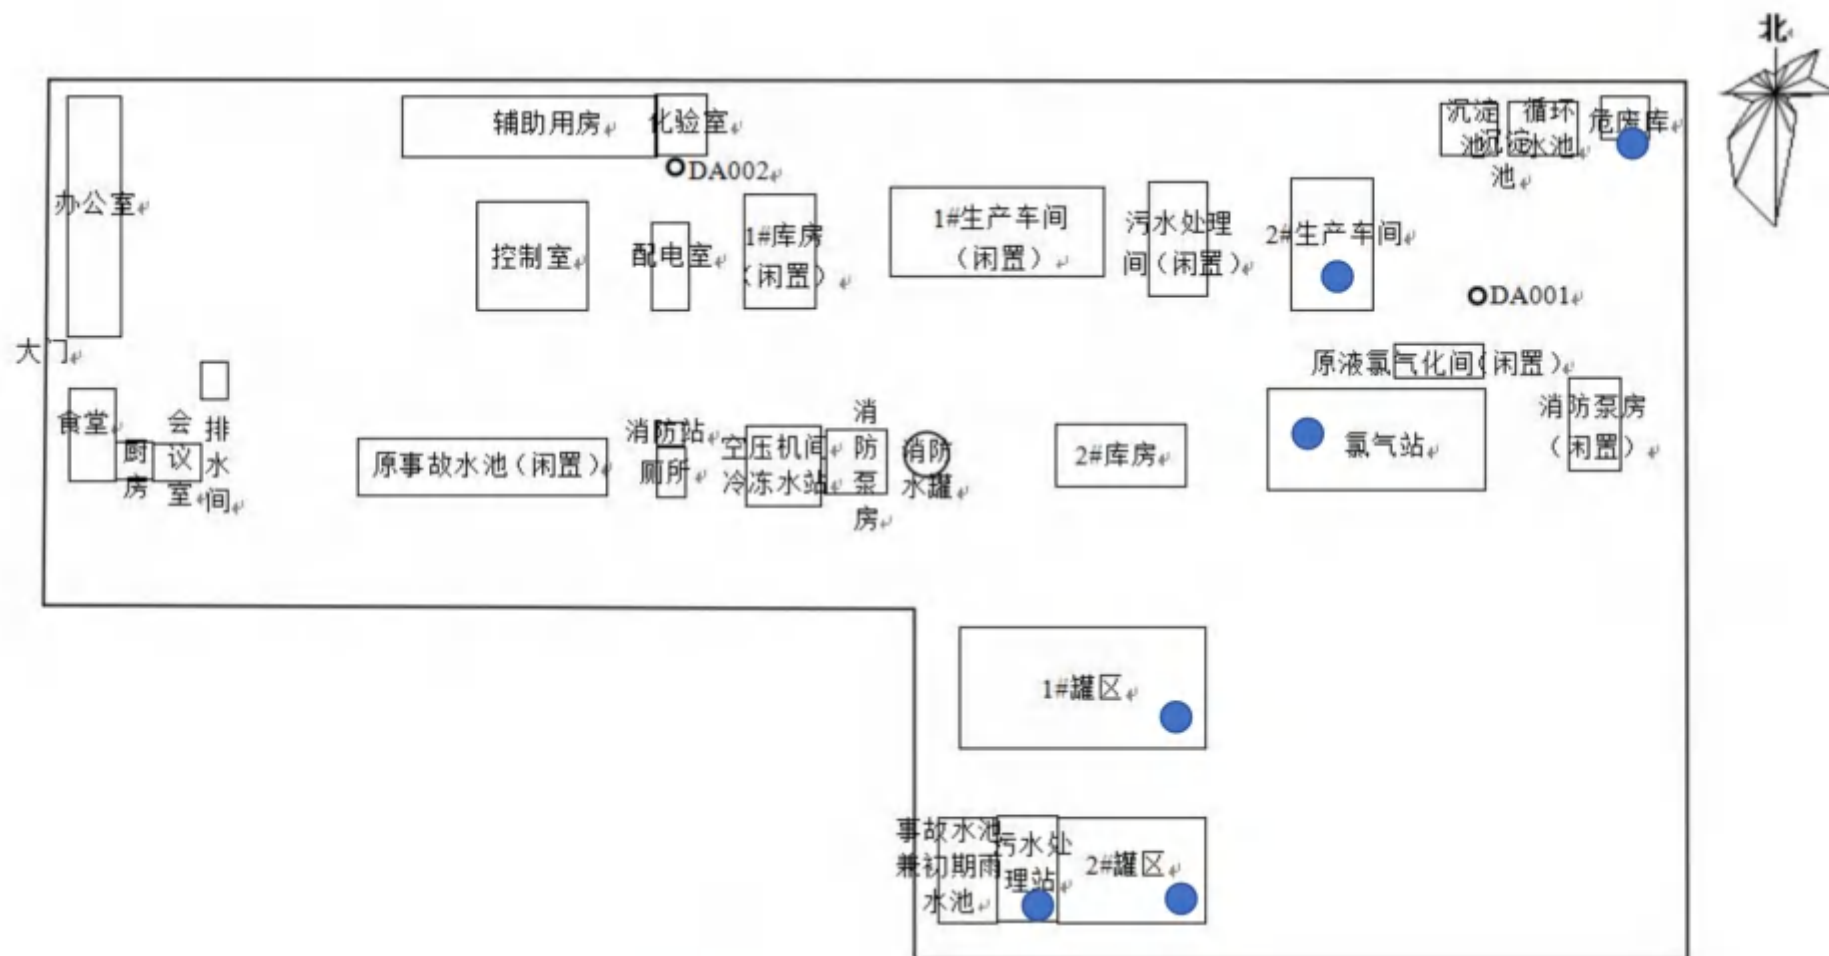 北
辅助用房
化验室
沉淀
池
循环
水池
沉淀
池
危废库
DA002
办公室
控制室
配电室
1#库房
（闲置）
1#生产车间
（闲置）
污水处理
间（闲置）
2#生产车间
DA001
大门
原液氯气化间（闲置）
食堂
厨
房
会
议
室
排
水
间
原事故水池（闲置）
消防站
厕所
空压机间
冷冻水站
消
防
泵
房
消防
水罐
2#库房
氯气站
消防泵房
（闲置）
1#罐区
事故水池
兼初期雨
水池
污水处
理站
2#罐区